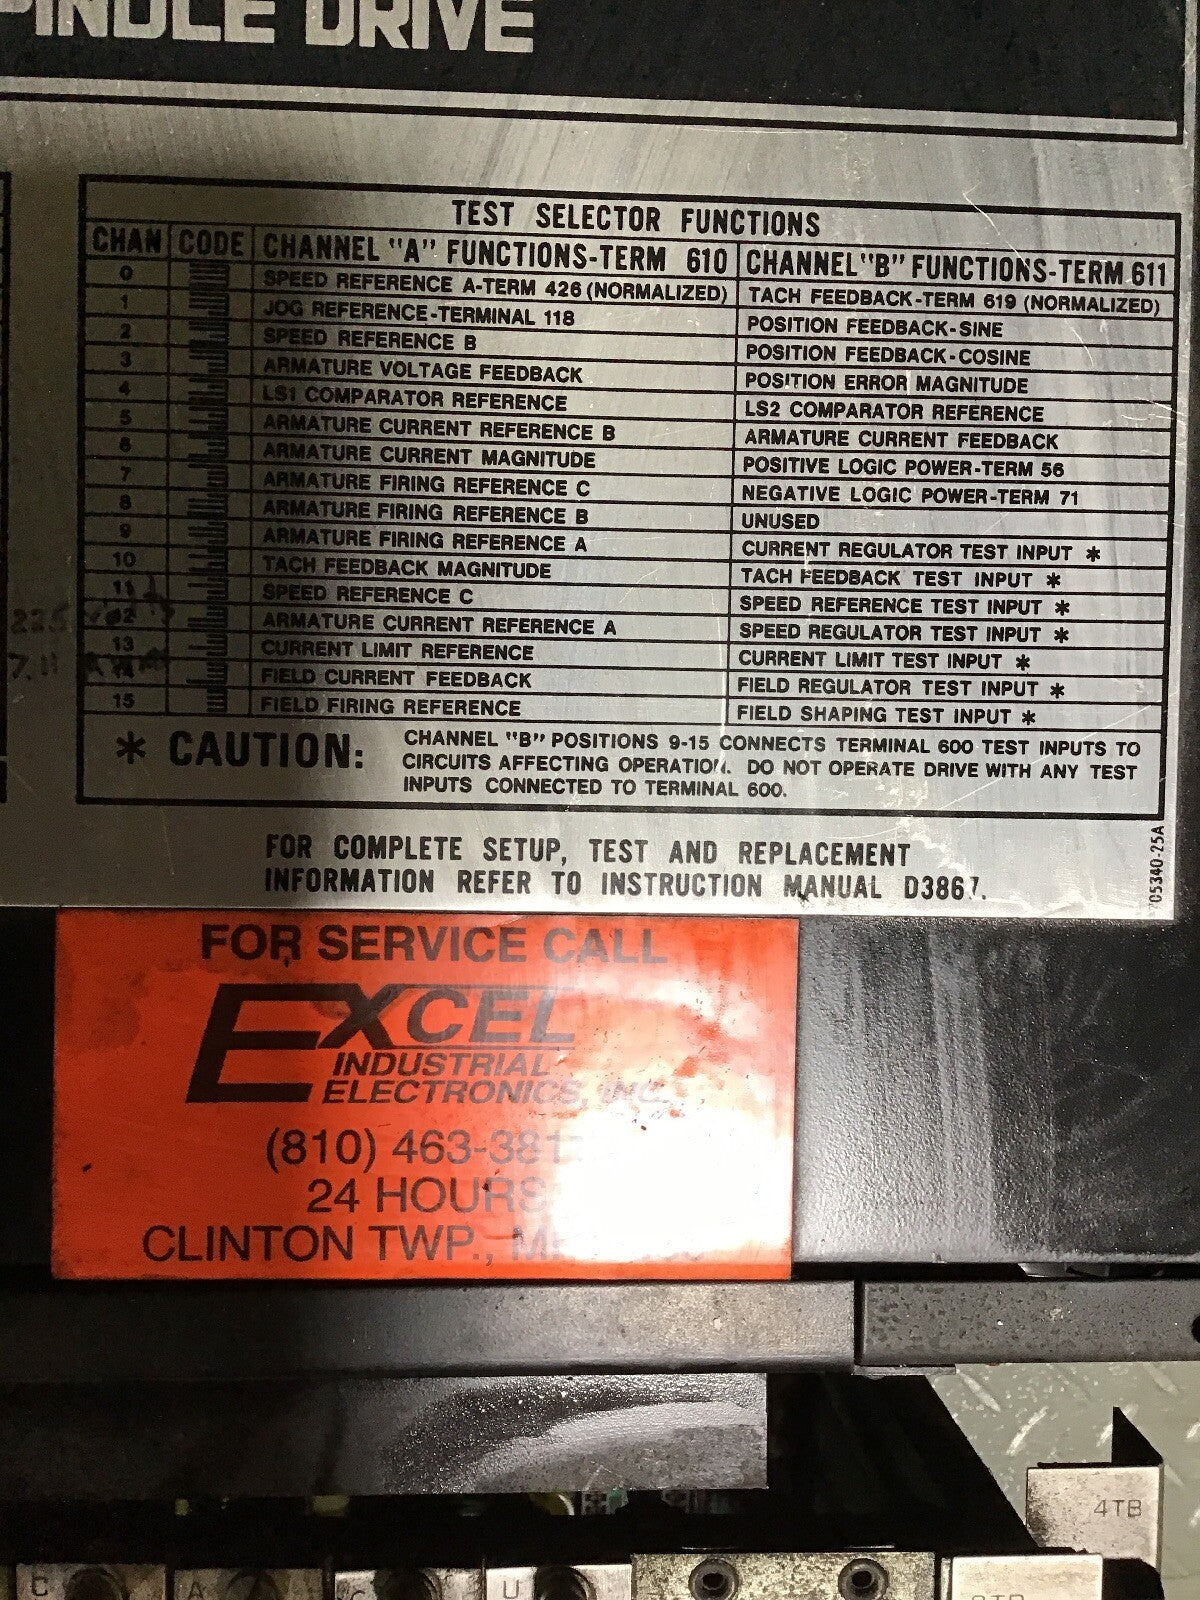 SPINDLE DRIVE
TEST SELECTOR FUNCTIONS
CHAN CODE CHANNEL "A" FUNCTIONS-TERM 610 CHANNEL "B" FUNCTIONS-TERM 611
0 SPEED REFERENCE A-TERM 426 (NORMALIZED) TACH FEEDBACK-TERM 619 (NORMALIZED)
1 JOG REFERENCE-TERMINAL 118 POSITION FEEDBACK-SINE
2 SPEED REFERENCE B POSITION FEEDBACK-COSINE
3 ARMATURE VOLTAGE FEEDBACK POSITION ERROR MAGNITUDE
4 LS1 COMPARATOR REFERENCE LS2 COMPARATOR REFERENCE
5 ARMATURE CURRENT REFERENCE B ARMATURE CURRENT FEEDBACK
6 ARMATURE CURRENT MAGNITUDE POSITIVE LOGIC POWER-TERM 56
7 ARMATURE FIRING REFERENCE C NEGATIVE LOGIC POWER-TERM 71
8 ARMATURE FIRING REFERENCE B UNUSED
9 ARMATURE FIRING REFERENCE A CURRENT REGULATOR TEST INPUT *
10 TACH FEEDBACK MAGNITUDE TACH FEEDBACK TEST INPUT *
11 SPEED REFERENCE C SPEED REFERENCE TEST INPUT *
12 ARMATURE CURRENT REFERENCE A SPEED REGULATOR TEST INPUT *
13 CURRENT LIMIT REFERENCE CURRENT LIMIT TEST INPUT *
14 FIELD CURRENT FEEDBACK FIELD REGULATOR TEST INPUT *
15 FIELD FIRING REFERENCE FIELD SHAPING TEST INPUT *
* CAUTION: CHANNEL "B" POSITIONS 9-15 CONNECTS TERMINAL 600 TEST INPUTS TO
CIRCUITS AFFECTING OPERATION. DO NOT OPERATE DRIVE WITH ANY TEST
INPUTS CONNECTED TO TERMINAL 600.
FOR COMPLETE SETUP, TEST AND REPLACEMENT
INFORMATION REFER TO INSTRUCTION MANUAL D3867.
705340-25A
FOR SERVICE CALL
EXCEL
INDUSTRIAL
ELECTRONICS, INC.
(810) 463-381
24 HOURS
CLINTON TWP.,
4TB
C A C U